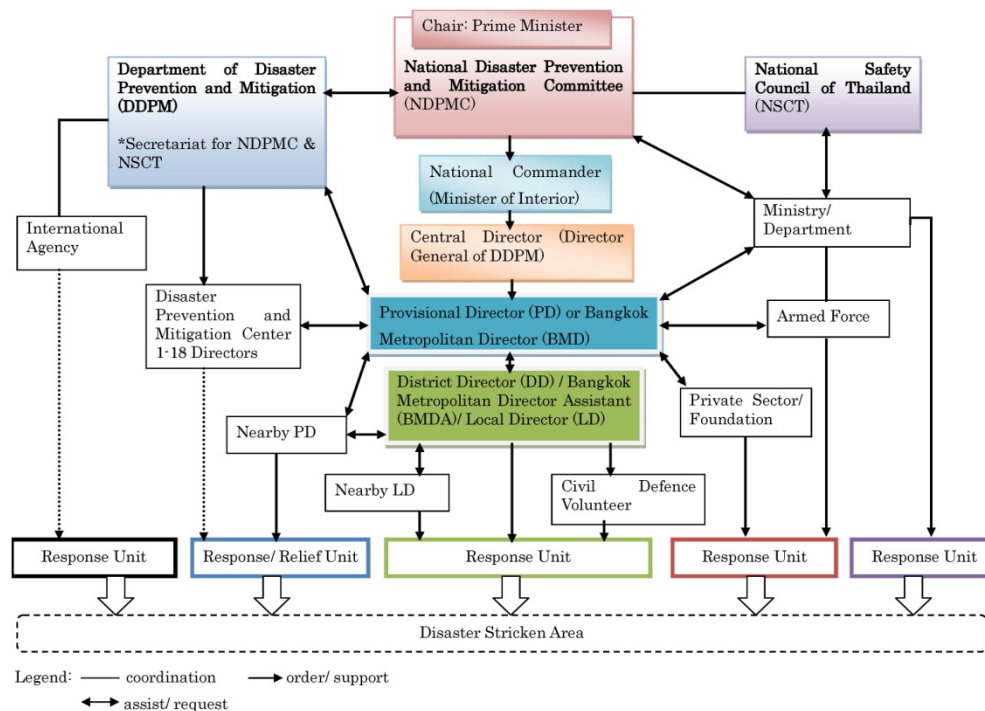 Chair: Prime Minister
Department of Disaster
Prevention and Mitigation
(DDPM)
*Secretariat for NDPMC &
NSCT
National Disaster Prevention
and Mitigation Committee
(NDPMC)
National Safety
Council of Thailand
(NSCT)
National Commander
(Minister of Interior)
International
Agency
Ministry/
Department
Central Director (Director
General of DDPM)
Disaster
Prevention and
Mitigation Center
1-18 Directors
Provisional Director (PD) or Bangkok
Metropolitan Director (BMD)
Armed Force
District Director (DD) / Bangkok
Metropolitan Director Assistant
(BMDA)/ Local Director (LD)
Private Sector/
Foundation
Nearby PD
Nearby LD
Civil Defence
Volunteer
Response Unit
Response/ Relief Unit
Response Unit
Response Unit
Response Unit
Disaster Stricken Area
Legend:
coordination
order/ support
assist/ request